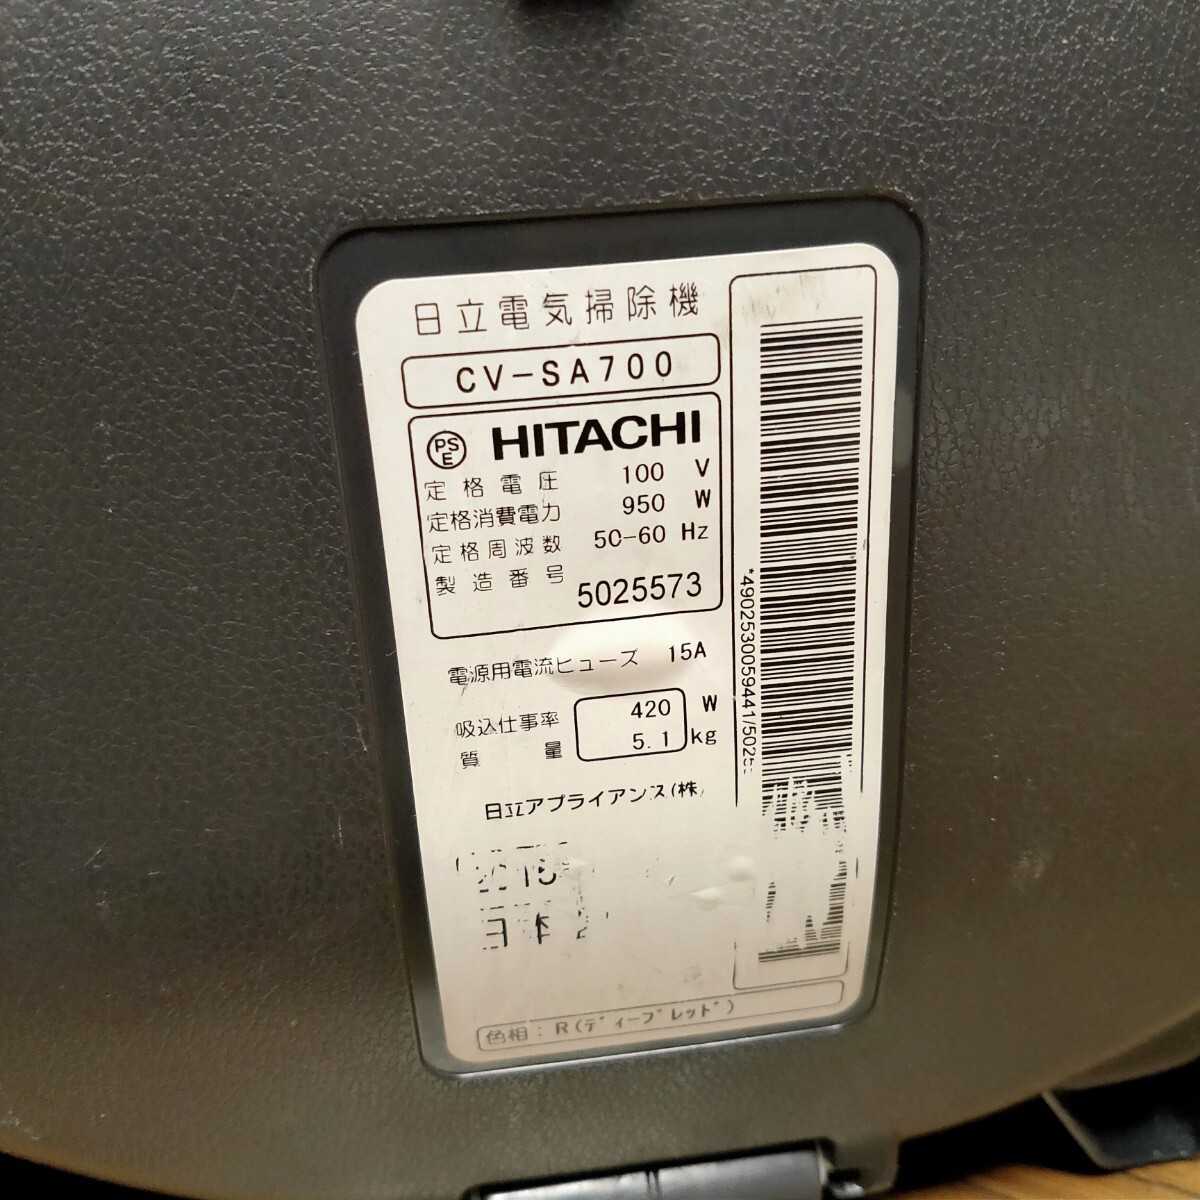 日立電気掃除機
CV-SA700
PS
E
HITACHI
定格電圧 100 V
定格消費電力 950 W
定格周波数 50-60 Hz
製造番号 5025573
電源用電流ヒューズ 15A
吸込仕事率 420 W
質量 5.1 kg
日立アプライアンス(株)
日本
色相:R(ディープレッド)
*4902530059441/5025